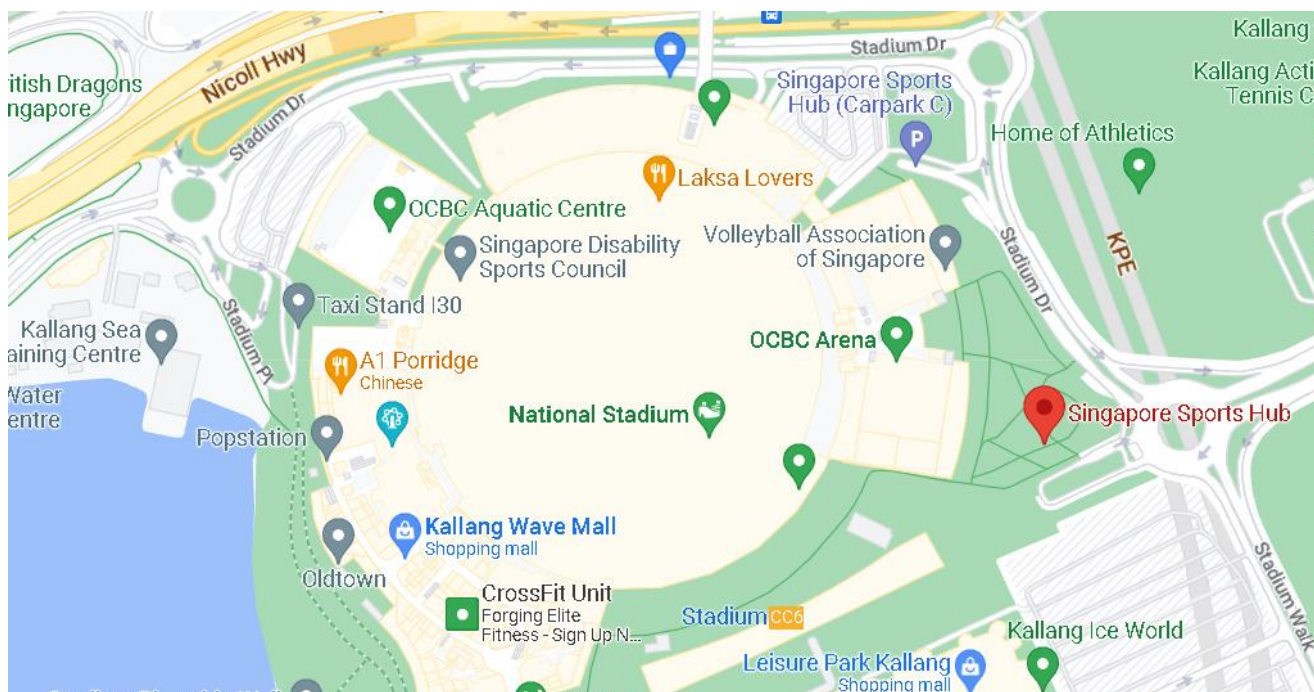 Nicoll Hwy
Stadium Dr
Stadium Dr
Kallang
Kallang Acti
Tennis C
ritish Dragons
ngapore
Singapore Sports
Hub (Carpark C)
P
Home of Athletics
Laksa Lovers
OCBC Aquatic Centre
Singapore Disability
Sports Council
Volleyball Association
of Singapore
KPE
Stadium Dr
Taxi Stand I30
Kallang Sea
aining Centre
Stadium Pl
OCBC Arena
A1 Porridge
Chinese
Water
entre
National Stadium
Singapore Sports Hub
Popstation
Kallang Wave Mall
Shopping mall
Oldtown
CrossFit Unit
Forging Elite
Fitness - Sign Up N...
Stadium CC6
Stadium Walk
Kallang Ice World
Leisure Park Kallang
Shopping mall